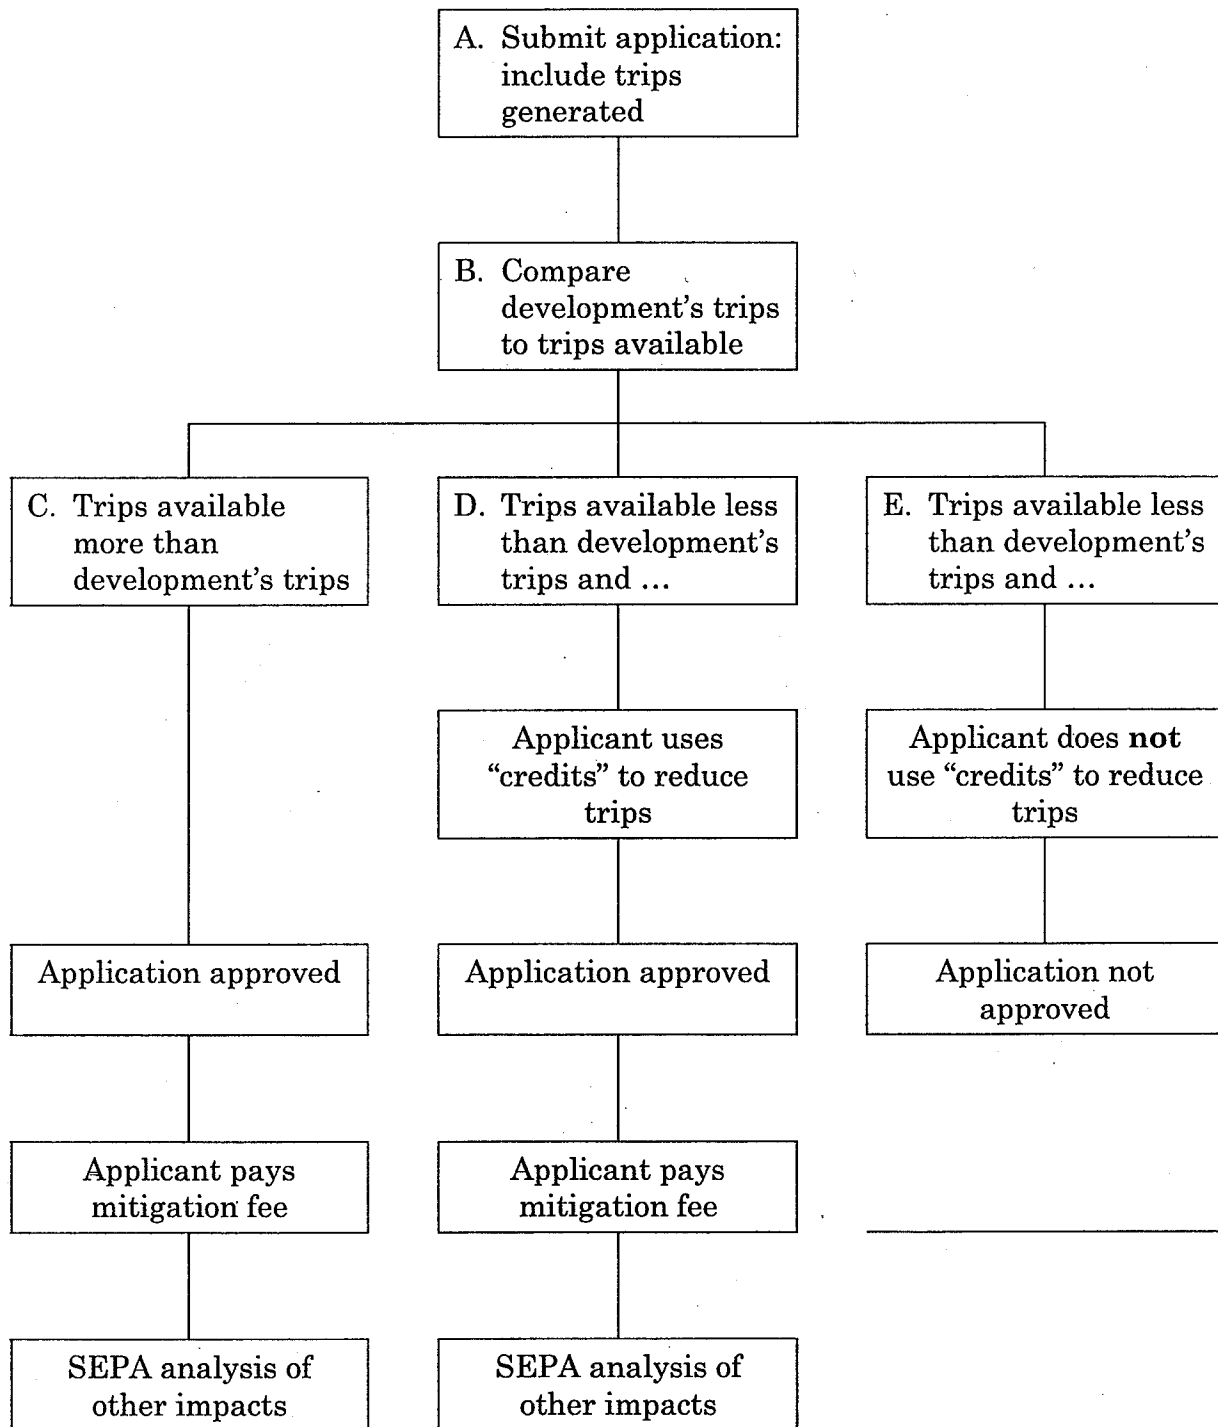 A. Submit application:
include trips
generated
B. Compare
development's trips
to trips available
C. Trips available
more than
development's trips
D. Trips available less
than development's
trips and ...
E. Trips available less
than development's
trips and ...
Applicant uses
“credits” to reduce
trips
Applicant does not
use “credits” to reduce
trips
Application approved
Application approved
Application not
approved
Applicant pays
mitigation fee
Applicant pays
mitigation fee
SEPA analysis of
other impacts
SEPA analysis of
other impacts